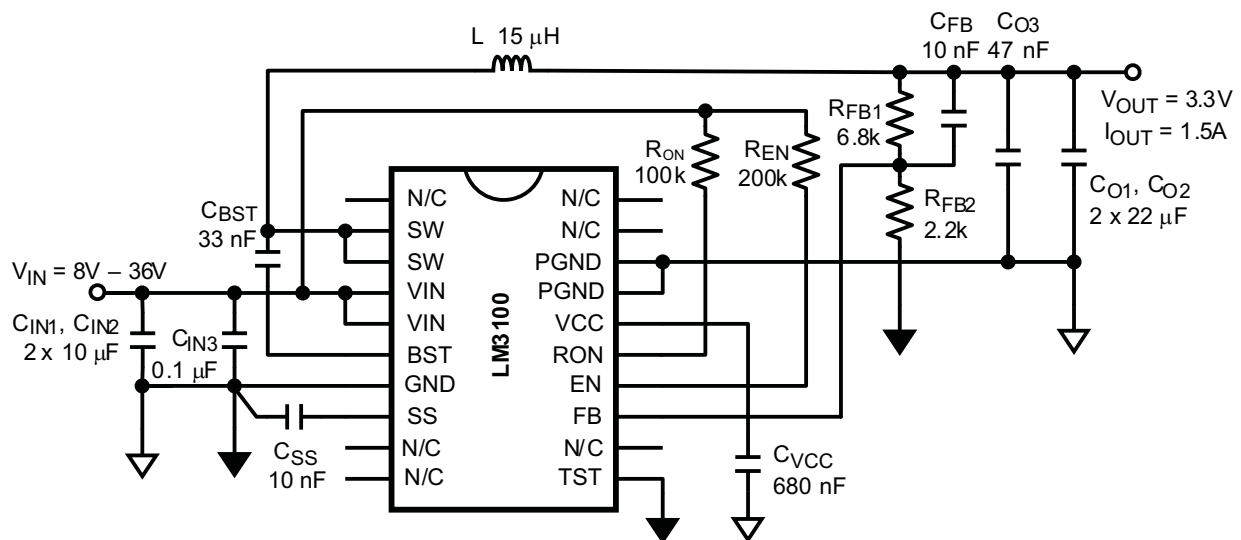 L 15 μH
CFB CO3
10 nF 47 nF
VOUT = 3.3V
IOUT = 1.5A
RFB1
6.8k
RON
100k
REN
200k
CBST
33 nF
RFB2
2.2k
CO1, CO2
2 x 22 μF
VIN = 8V – 36V
CIN1, CIN2
2 x 10 μF
CIN3
0.1 μF
CSS
10 nF
N/C
SW
SW
VIN
VIN
BST
GND
SS
N/C
N/C
LM3100
N/C
N/C
PGND
PGND
VCC
RON
EN
FB
N/C
TST
CVCC
680 nF